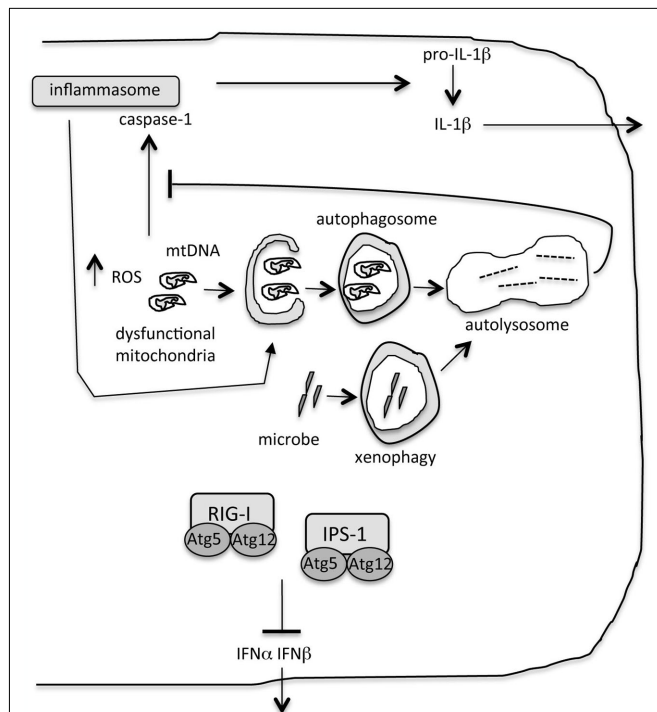 pro-IL-1β
inflammasome
caspase-1
IL-1β
autophagosome
mtDNA
ROS
dysfunctional
mitochondria
autolysosome
microbe
xenophagy
RIG-I
Atg5 Atg12
IPS-1
Atg5 Atg12
IFNα IFNβ